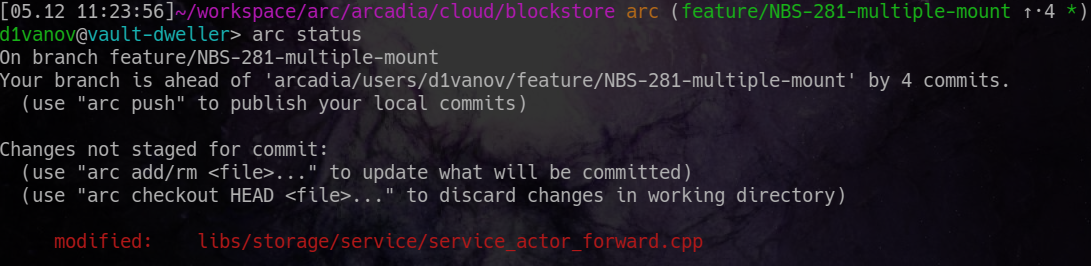 [05.12 11:23:56]~/workspace/arc/arcadia/cloud/blockstore arc (feature/NBS-281-multiple-mount ↑·4 *)
d1vanov@vault-dweller> arc status
On branch feature/NBS-281-multiple-mount
Your branch is ahead of 'arcadia/users/d1vanov/feature/NBS-281-multiple-mount' by 4 commits.
  (use "arc push" to publish your local commits)

Changes not staged for commit:
  (use "arc add/rm <file>..." to update what will be committed)
  (use "arc checkout HEAD <file>..." to discard changes in working directory)

     modified:    libs/storage/service/service_actor_forward.cpp